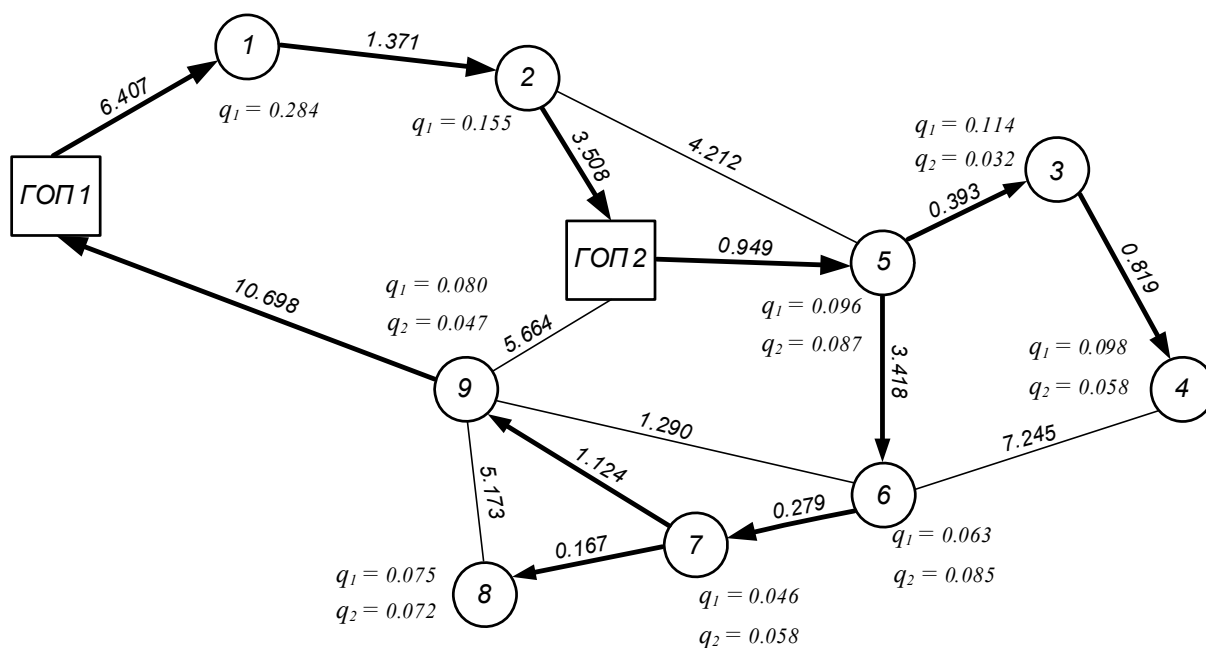 1
1.371
2
6.407
q₁ = 0.284
q₁ = 0.155
3.508
4.212
q₁ = 0.114
q₂ = 0.032
3
ГОП 1
0.393
ГОП 2
0.949
5
0.819
10.698
q₁ = 0.080
q₂ = 0.047
5.664
q₁ = 0.096
q₂ = 0.087
3.418
q₁ = 0.098
q₂ = 0.058
4
9
1.290
7.245
5.173
1.124
0.279
6
q₁ = 0.063
q₂ = 0.085
0.167
7
q₁ = 0.075
q₂ = 0.072
8
q₁ = 0.046
q₂ = 0.058